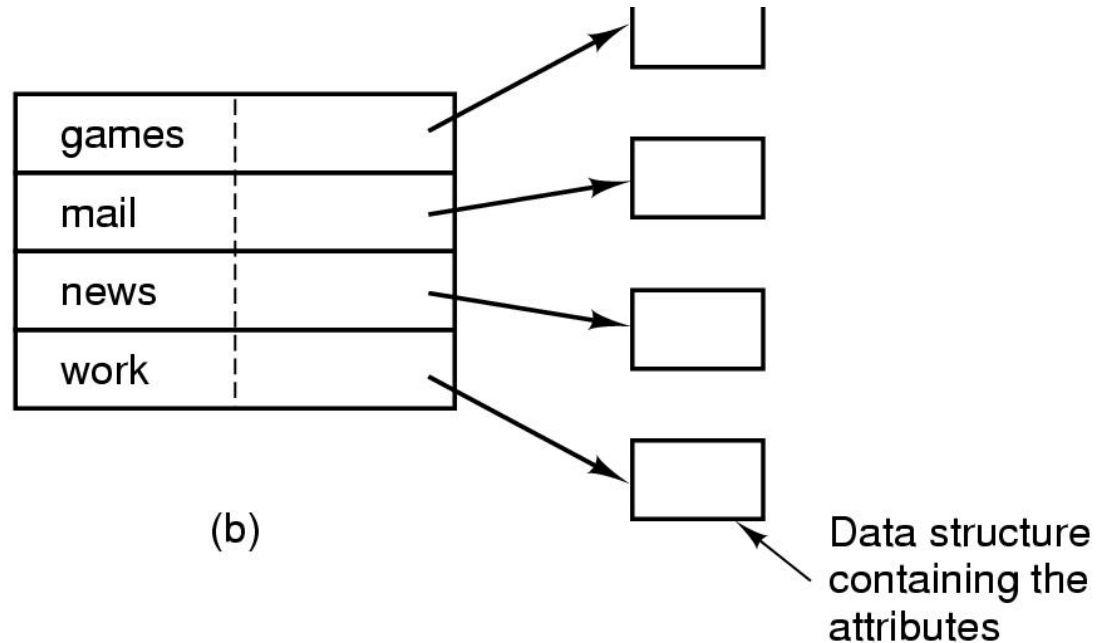 games
mail
news
work
(b)
Data structure
containing the
attributes